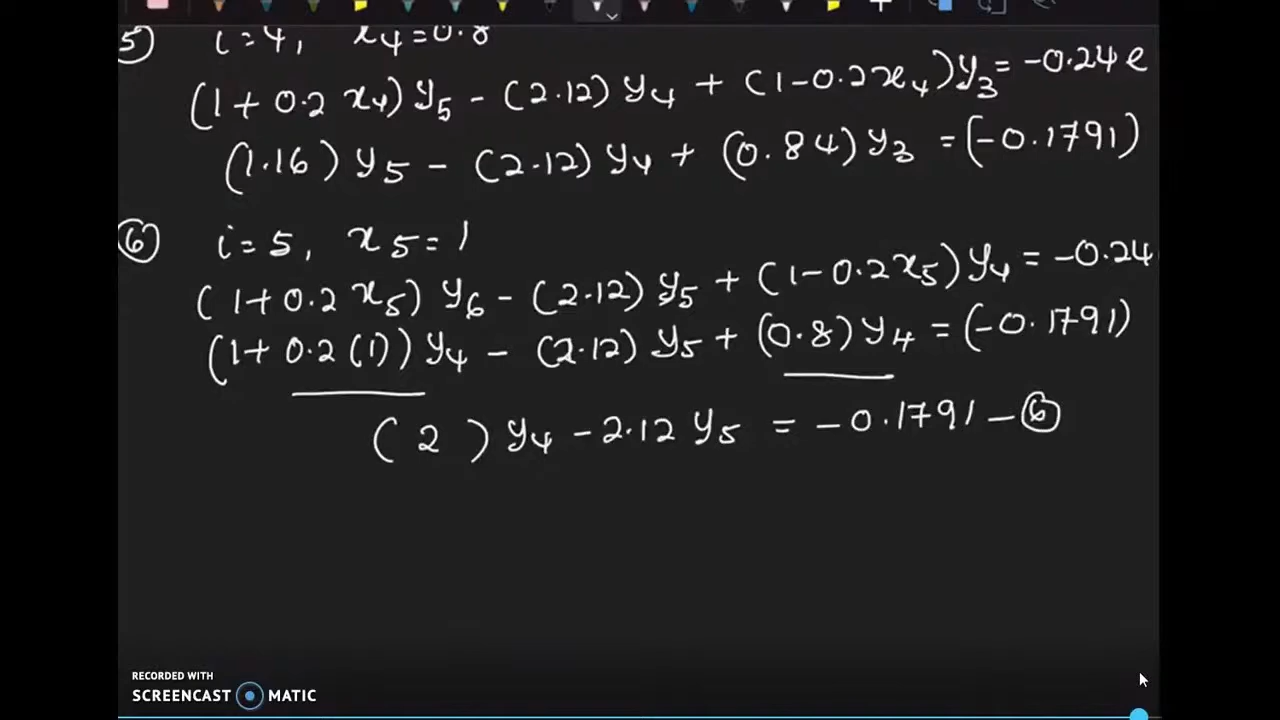 5) i=4, x4=0.8
(1+0.2 x4) y5 - (2.12) y4 + (1-0.2x4) y3 = -0.24 e
(1.16) y5 - (2.12) y4 + (0.84) y3 = (-0.1791)
6 i=5, x5=1
(1+0.2 x5) y6 - (2.12) y5 + (1-0.2x5) y4 = -0.24
(1+0.2(1)) y4 - (2.12) y5 + (0.8) y4 = (-0.1791)
(2) y4 - 2.12 y5 = -0.1791 - 6
RECORDED WITH
SCREENCAST MATIC